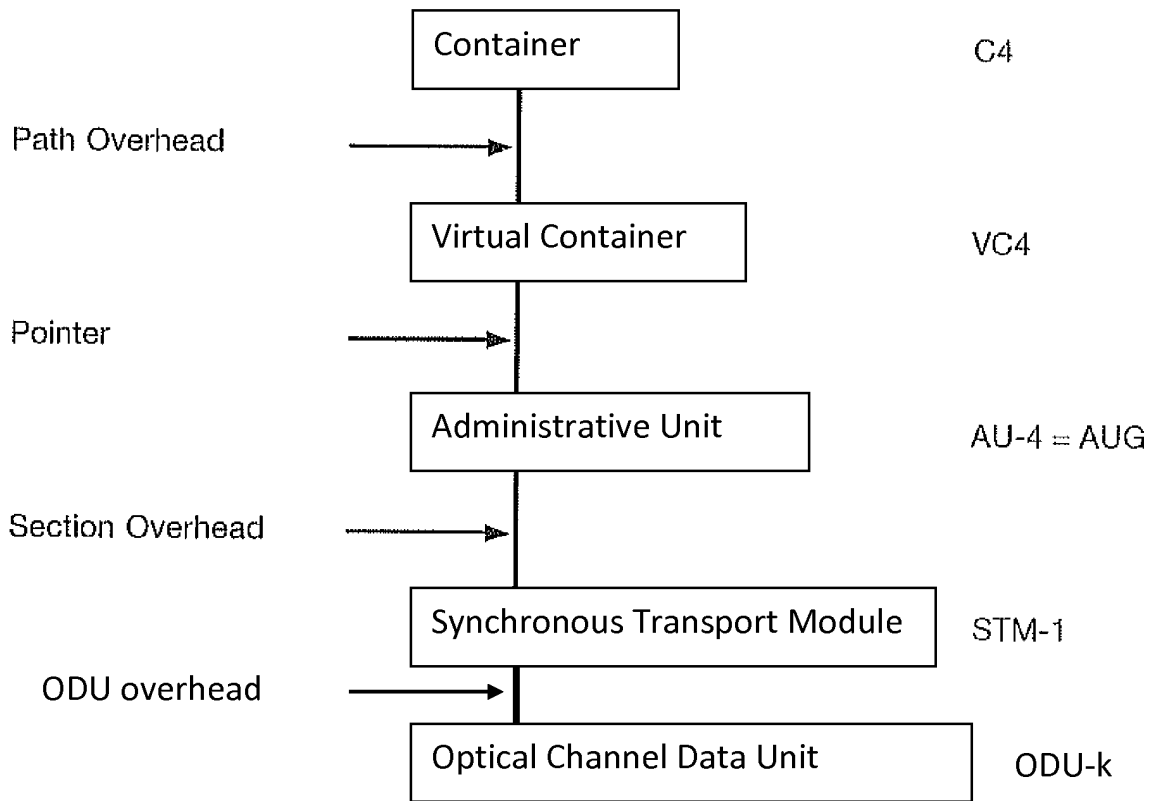 Container C4
Path Overhead
Virtual Container VC4
Pointer
Administrative Unit AU-4 = AUG
Section Overhead
Synchronous Transport Module STM-1
ODU overhead
Optical Channel Data Unit ODU-k